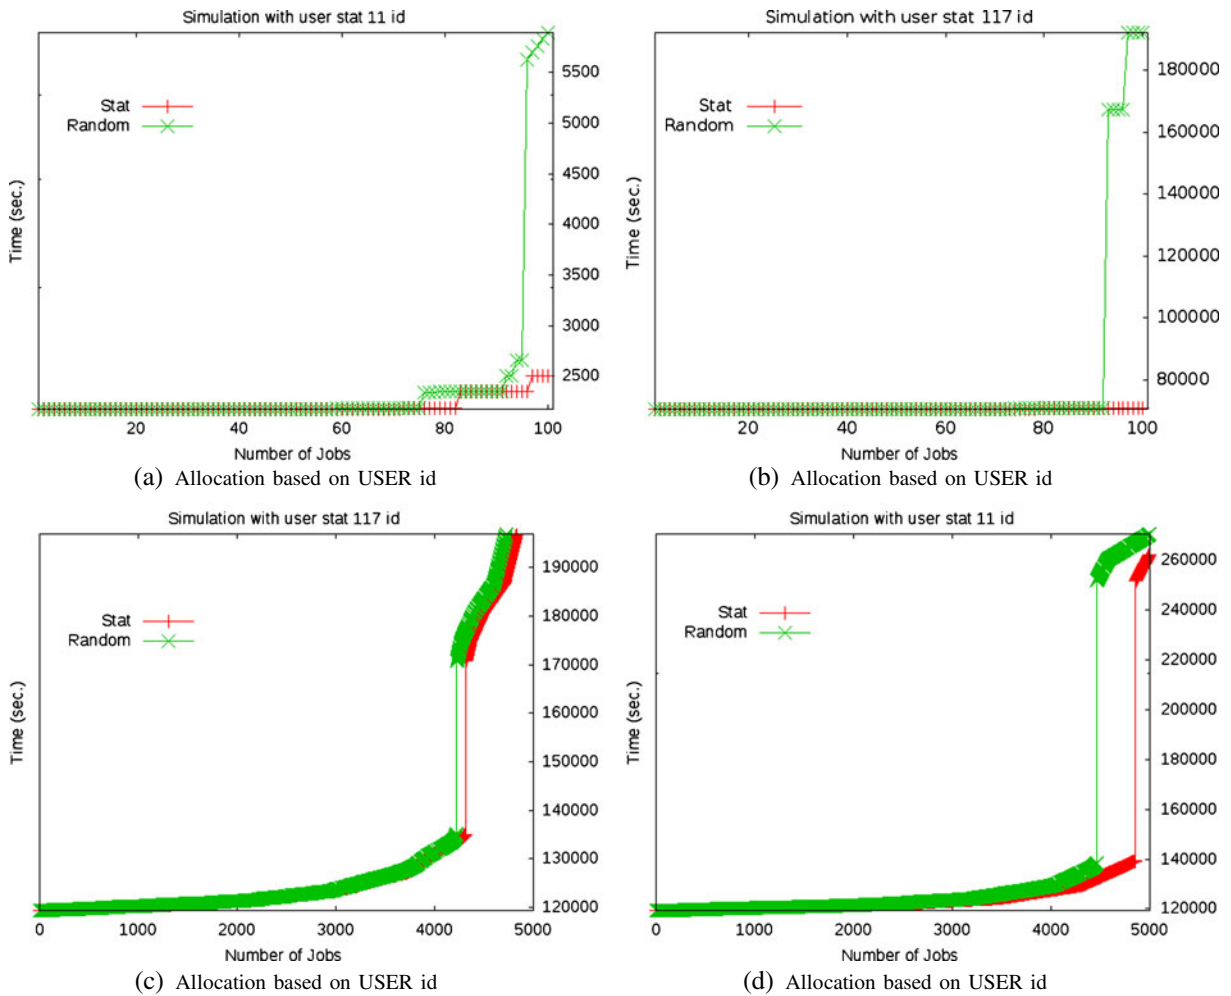 Simulation with user stat 11 id
Stat
Random
Time (sec.)
5500
5000
4500
4000
3500
3000
2500
20
40
60
80
100
Number of Jobs
(a) Allocation based on USER id
Simulation with user stat 117 id
Stat
Random
Time (sec.)
180000
160000
140000
120000
100000
80000
20
40
60
80
100
Number of Jobs
(b) Allocation based on USER id
Simulation with user stat 117 id
Stat
Random
Time (sec.)
190000
180000
170000
160000
150000
140000
130000
120000
0
1000
2000
3000
4000
5000
Number of Jobs
(c) Allocation based on USER id
Simulation with user stat 11 id
Stat
Random
Time (sec.)
260000
240000
220000
200000
180000
160000
140000
120000
0
1000
2000
3000
4000
5000
Number of Jobs
(d) Allocation based on USER id